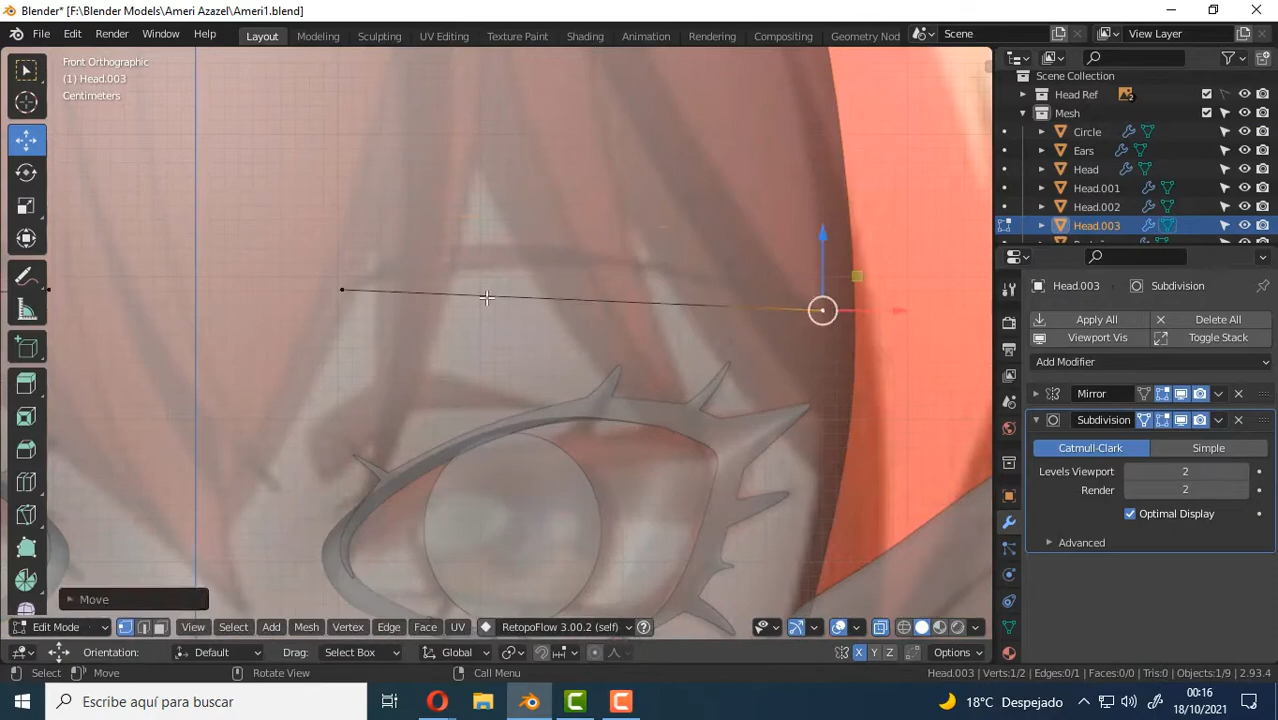 Blender* [F:\Blender Models\Ameri Azazel\Ameri1.blend]
File Edit Render Window Help Layout Modeling Sculpting UV Editing Texture Paint Shading Animation Rendering Compositing Geometry Nod Scene View Layer
Front Orthographic
(1) Head.003
Centimeters
Scene Collection
Head Ref 2
Mesh
Circle
Ears
Head
Head.001
Head.002
Head.003
Head.003 Subdivision
Apply All Delete All
Viewport Vis Toggle Stack
Add Modifier
Mirror
Subdivision
Catmull-Clark Simple
Levels Viewport 2
Render 2
Optimal Display
Advanced
Move
Edit Mode View Select Add Mesh Vertex Edge Face UV RetopoFlow 3.00.2 (self)
Orientation: Default Drag: Select Box Global X Y Z Options
Select Move Rotate View Call Menu Head.003 | Verts:1/2 | Edges:0/1 | Faces:0/0 | Tris:0 | Objects:1/9 | 2.93.4
Escribe aquí para buscar 18°C Despejado 00:16
18/10/2021